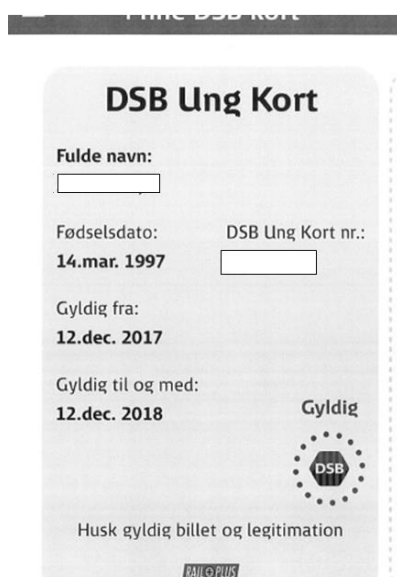 DSB Ung Kort
Fulde navn:
Fødselsdato: DSB Ung Kort nr.:
14.mar. 1997
Gyldig fra:
12.dec. 2017
Gyldig til og med:
12.dec. 2018
Gyldig
DSB
Husk gyldig billet og legitimation
RAIL PLUS